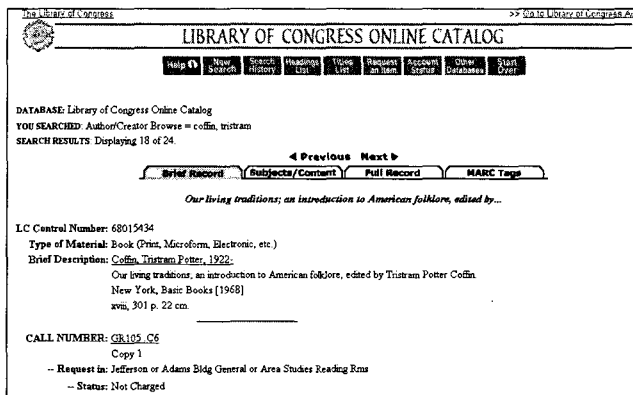 The Library of Congress >> Go to Library of Congress
LIBRARY OF CONGRESS ONLINE CATALOG
Help New Search Search History Headings List Titles List Request an Item Account Status Other Databases Start Over
DATABASE: Library of Congress Online Catalog
YOU SEARCHED: Author/Creator Browse = coffin, tristram
SEARCH RESULTS: Displaying 18 of 24.
Previous Next
Brief Record Subjects/Content Full Record MARC Tags
Our living traditions; an introduction to American folklore, edited by...
LC Control Number: 68015434
Type of Material: Book (Print, Microform, Electronic, etc.)
Brief Description: Coffin, Tristram Potter, 1922-
Our living traditions, an introduction to American folklore, edited by Tristram Potter Coffin.
New York, Basic Books [1968]
xviii, 301 p. 22 cm.
CALL NUMBER: GR105 .C6
Copy 1
-- Request in: Jefferson or Adams Bldg General or Area Studies Reading Rms
-- Status: Not Charged